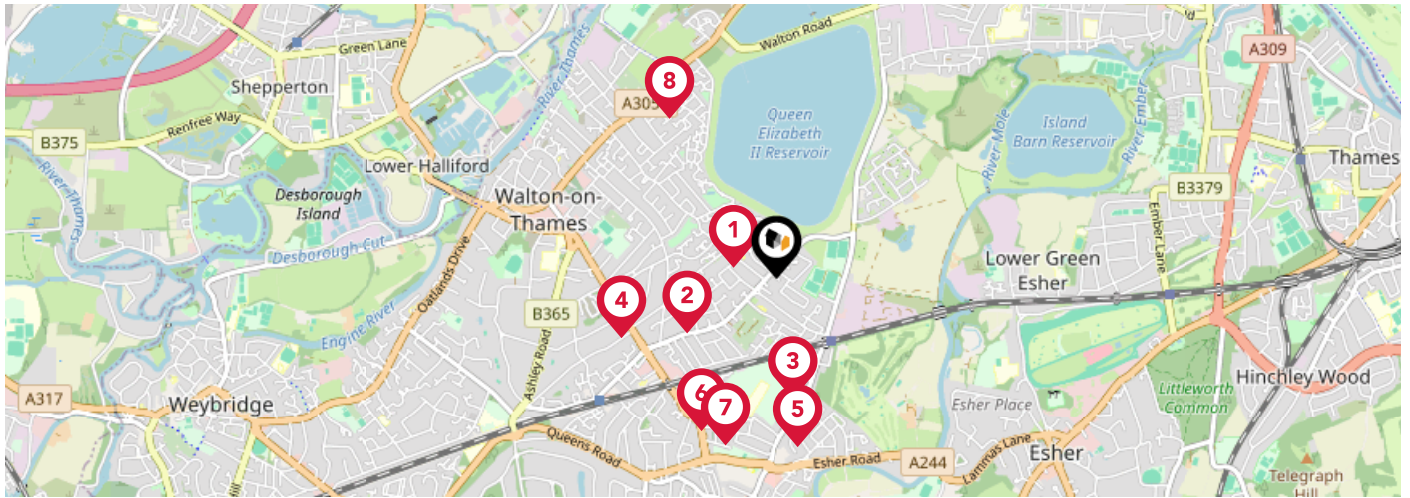 Walton Road
A309
Green Lane
River Thames
Shepperton
8
A305
Renfree Way
B375
Queen
Elizabeth
II Reservoir
River Mole
Island
Barn Reservoir
River Ember
Thames
Lower Halliford
River Thames
Desborough
Island
Walton-on-
Thames
B3379
1
Desborough Cut
Oatlands Drive
Ember Lane
Lower Green
Esher
4
2
B365
Engine River
Ashley Road
3
Hinchley Wood
Littleworth
Common
A317
Weybridge
6
7
5
Esher Place
Queens Road
Esher Road
A244
Lammas Lane
Esher
Telegraph
Hill